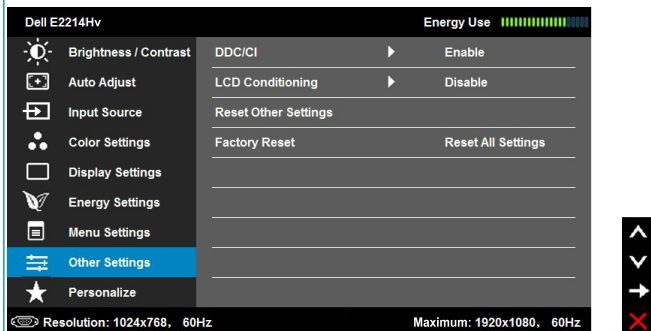 Dell E2214Hv Energy Use
Brightness / Contrast DDC/CI Enable
Auto Adjust LCD Conditioning Disable
Input Source Reset Other Settings
Color Settings Factory Reset Reset All Settings
Display Settings
Energy Settings
Menu Settings
Other Settings
Personalize
Resolution: 1024x768, 60Hz Maximum: 1920x1080, 60Hz